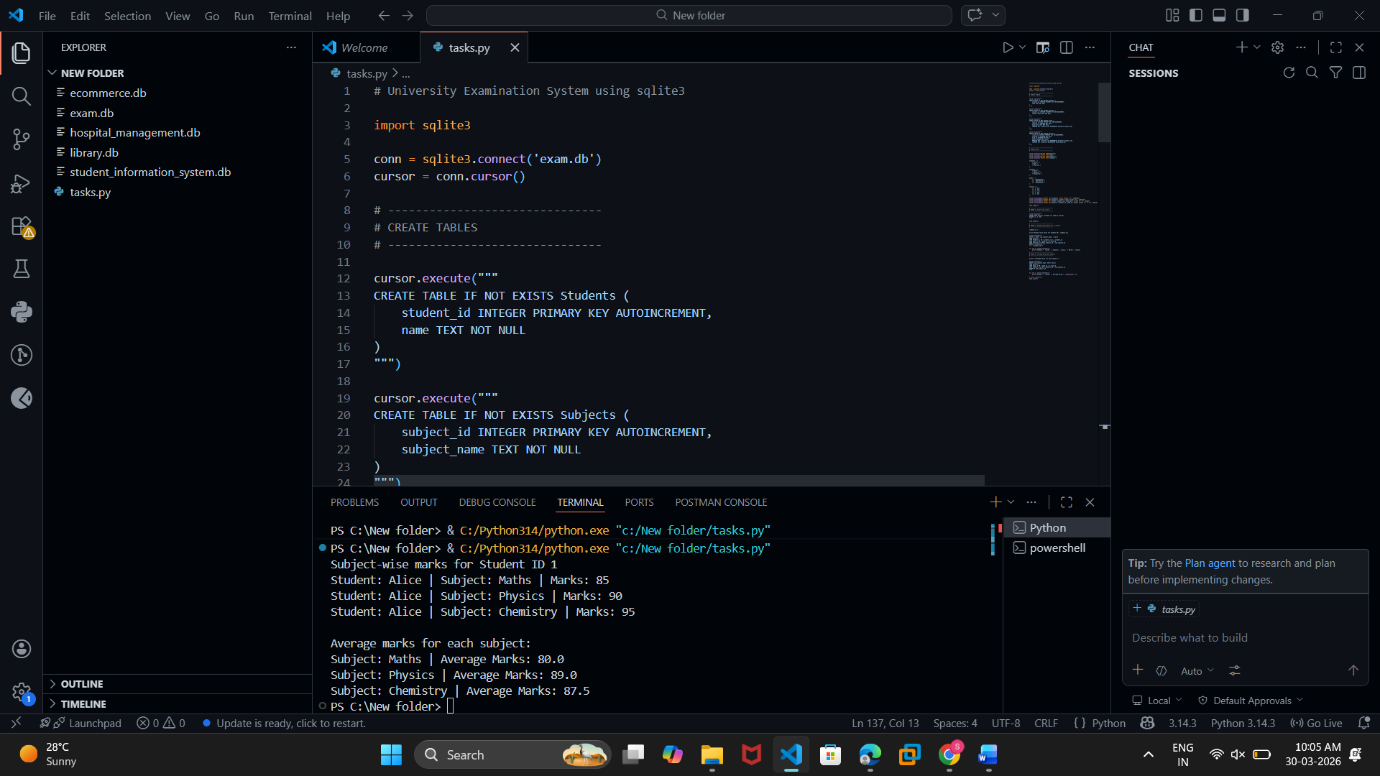 File Edit Selection View Go Run Terminal Help
New folder
EXPLORER
NEW FOLDER
ecommerce.db
exam.db
hospital_management.db
library.db
student_information_system.db
tasks.py
OUTLINE
TIMELINE
Welcome
tasks.py
tasks.py > ...
1 # University Examination System using sqlite3
2
3 import sqlite3
4
5 conn = sqlite3.connect('exam.db')
6 cursor = conn.cursor()
7
8 # -------------------------------
9 # CREATE TABLES
10 # -------------------------------
11
12 cursor.execute("""
13 CREATE TABLE IF NOT EXISTS Students (
14 student_id INTEGER PRIMARY KEY AUTOINCREMENT,
15 name TEXT NOT NULL
16 )
17 """)
18
19 cursor.execute("""
20 CREATE TABLE IF NOT EXISTS Subjects (
21 subject_id INTEGER PRIMARY KEY AUTOINCREMENT,
22 subject_name TEXT NOT NULL
23 )
24 """)
PROBLEMS OUTPUT DEBUG CONSOLE TERMINAL PORTS POSTMAN CONSOLE
PS C:\New folder> & C:/Python314/python.exe "c:/New folder/tasks.py"
PS C:\New folder> & C:/Python314/python.exe "c:/New folder/tasks.py"
Subject-wise marks for Student ID 1
Student: Alice | Subject: Maths | Marks: 85
Student: Alice | Subject: Physics | Marks: 90
Student: Alice | Subject: Chemistry | Marks: 95
Average marks for each subject:
Subject: Maths | Average Marks: 80.0
Subject: Physics | Average Marks: 89.0
Subject: Chemistry | Average Marks: 87.5
PS C:\New folder>
Python
powershell
CHAT
SESSIONS
Tip: Try the Plan agent to research and plan
before implementing changes.
tasks.py
Describe what to build
Auto
Local Default Approvals
Launchpad 0 0 Update is ready, click to restart.
Ln 137, Col 13 Spaces: 4 UTF-8 CRLF { } Python 3.14.3 Python 3.14.3 Go Live
1
28°C
Sunny
Search
S
ENG
IN
10:05 AM
30-03-2026